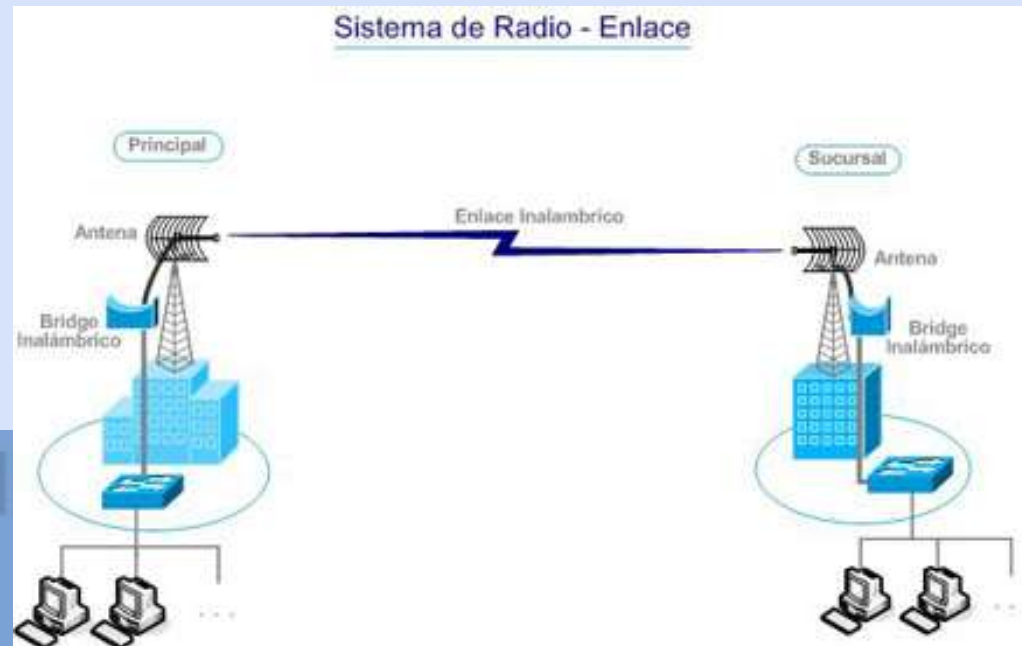 Sistema de Radio - Enlace
Principal
Sucursal
Enlace Inalambrico
Antena
Antena
Bridge
Inalámbrico
Bridge
Inalámbrico
. . .
. .